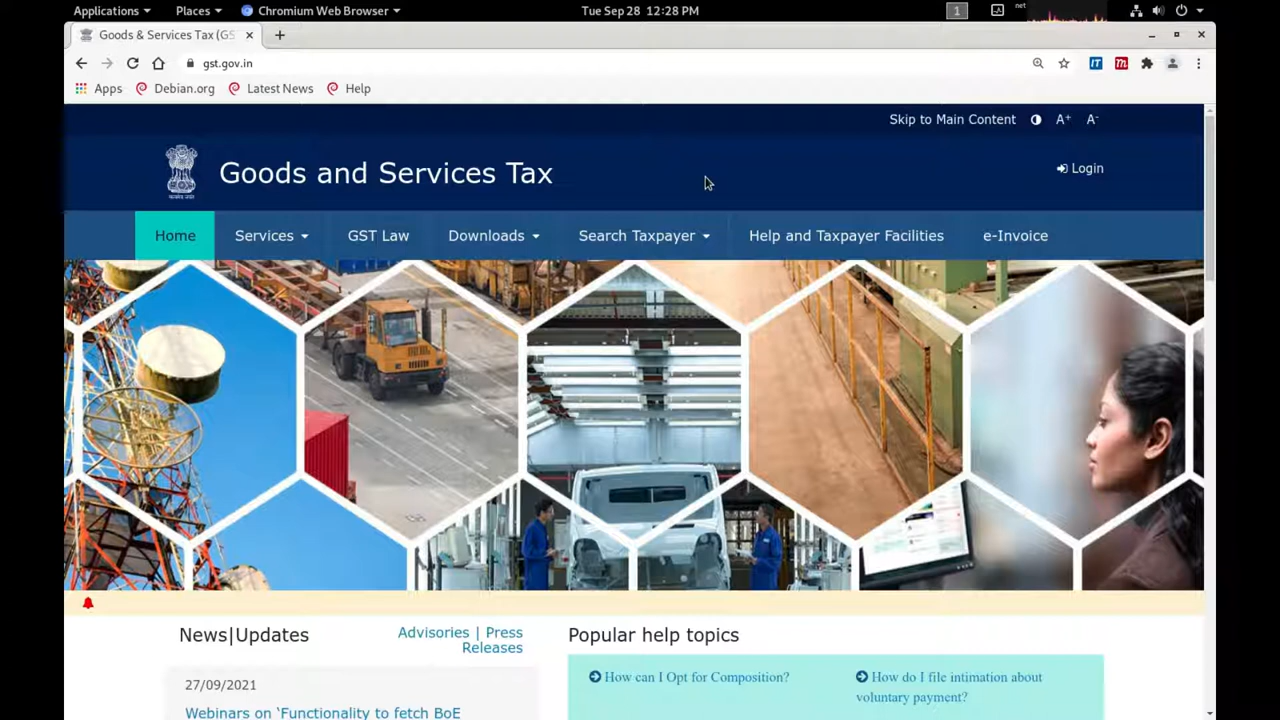 Applications Places Chromium Web Browser Tue Sep 28 12:28 PM 1 net
Goods & Services Tax (GS
gst.gov.in
Apps Debian.org Latest News Help
Skip to Main Content A+ A-
Goods and Services Tax
Login
Home Services GST Law Downloads Search Taxpayer Help and Taxpayer Facilities e-Invoice
News|Updates
Advisories | Press
Releases
27/09/2021
Webinars on ‘Functionality to fetch BoE
Popular help topics
How can I Opt for Composition?
How do I file intimation about
voluntary payment?